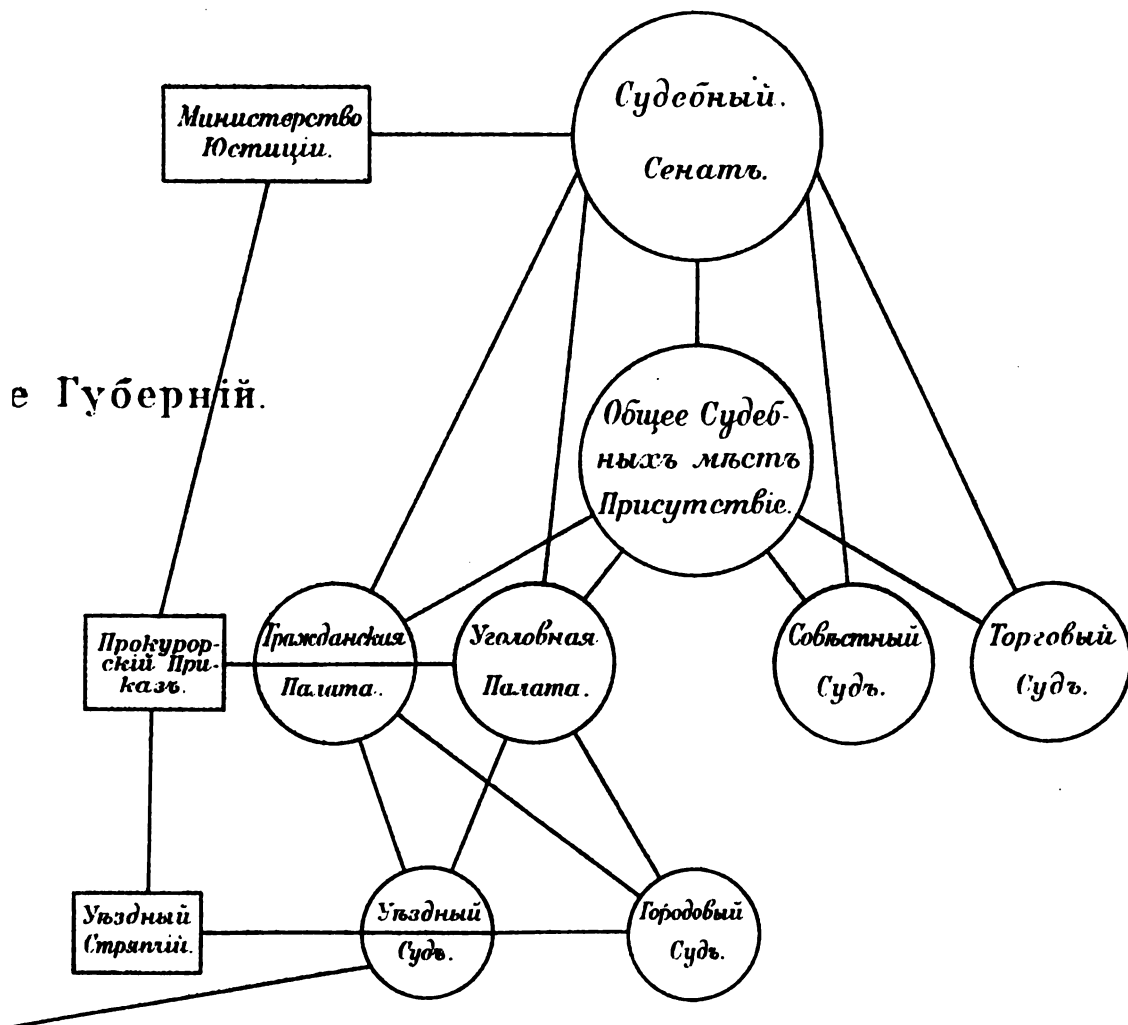 Судебный.
Сенатъ.
Министерство
Юстиціи.
е Губерній.
Общее Судеб-
ныхъ мѣстъ
Присутствіе.
Прокурор-
скій При-
казъ.
Гражданская
Палата.
Уголовная
Палата.
Совѣстный
Судъ.
Торговый
Судъ.
Уѣздный
Стряпчій.
Уѣздный
Судъ.
Городовый
Судъ.